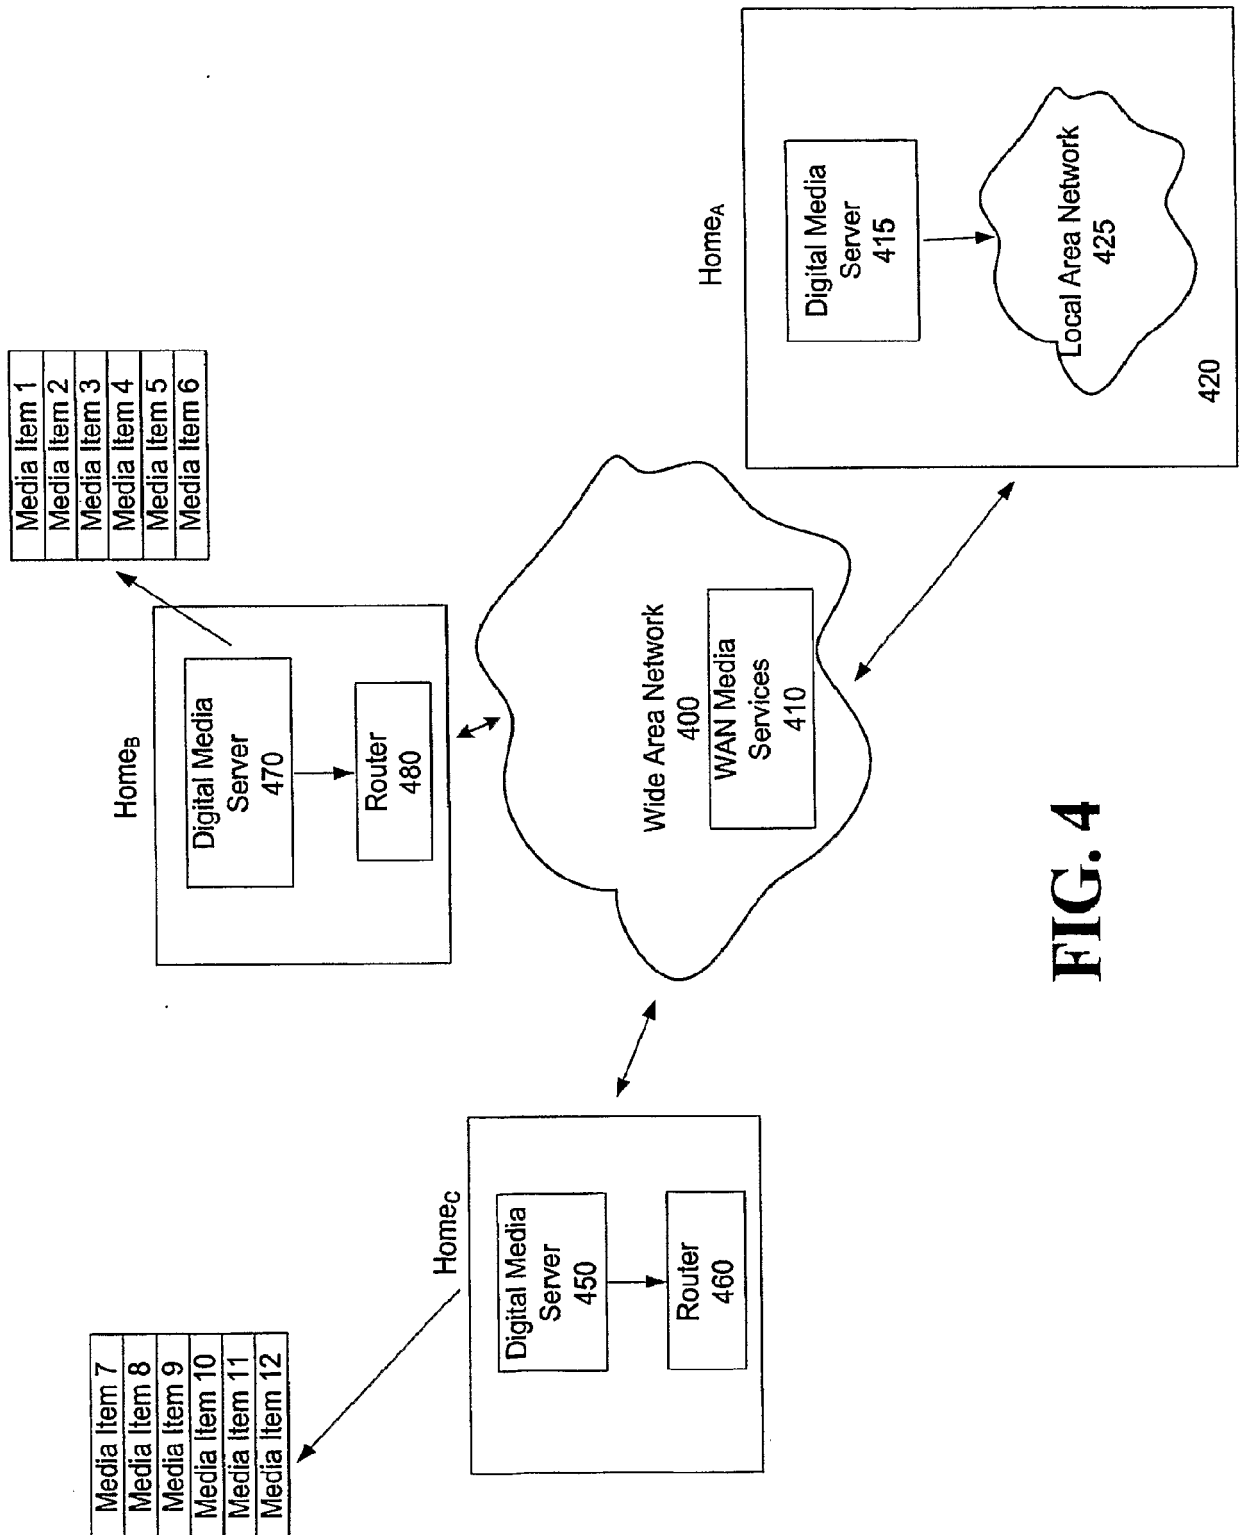 Media Item 7
Media Item 8
Media Item 9
Media Item 10
Media Item 11
Media Item 12
Home_C
Digital Media
Server
450
Router
460
Home_B
Digital Media
Server
470
Router
480
Media Item 1
Media Item 2
Media Item 3
Media Item 4
Media Item 5
Media Item 6
Wide Area Network
400
WAN Media
Services
410
Home_A
Digital Media
Server
415
Local Area Network
425
420
FIG. 4